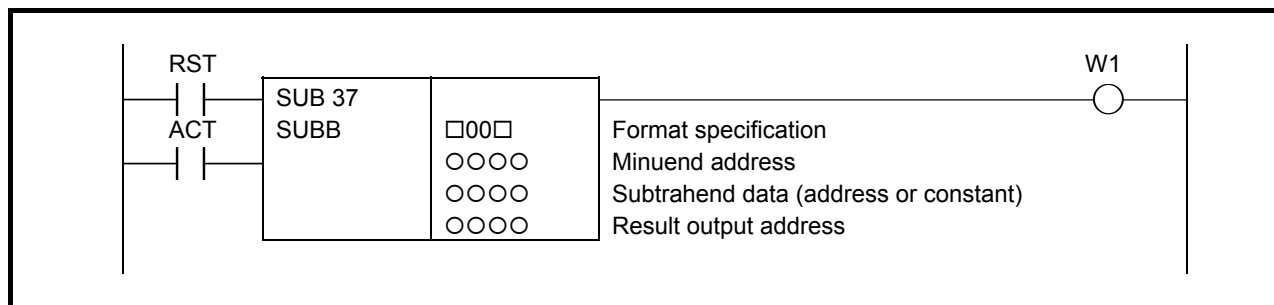 RST W1
SUB 37
ACT SUBB □00□ Format specification
○○○○ Minuend address
○○○○ Subtrahend data (address or constant)
○○○○ Result output address